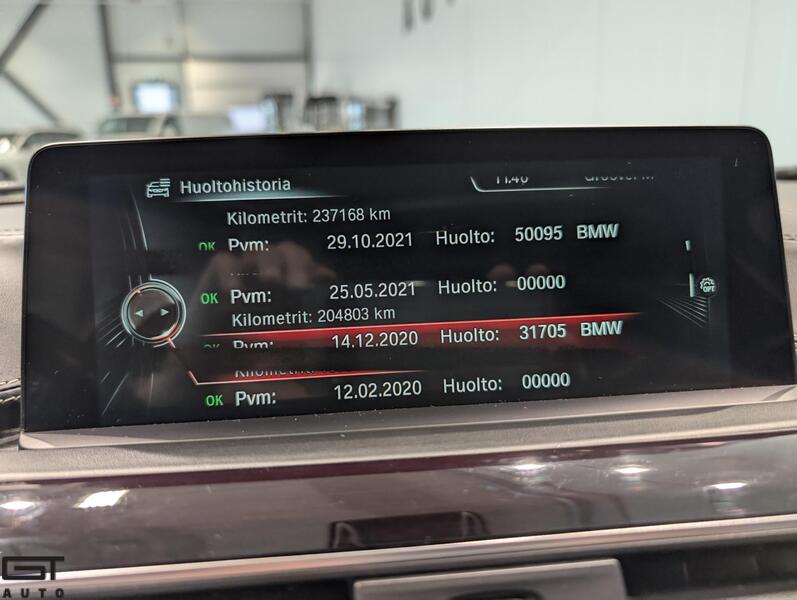 Huoltohistoria
11:46
Kilometrit: 237168 km
OK Pvm: 29.10.2021 Huolto: 50095 BMW
OK Pvm: 25.05.2021 Huolto: 00000
Kilometrit: 204803 km
OK Pvm: 14.12.2020 Huolto: 31705 BMW
OK Pvm: 12.02.2020 Huolto: 00000
OPT
GT
AUTO